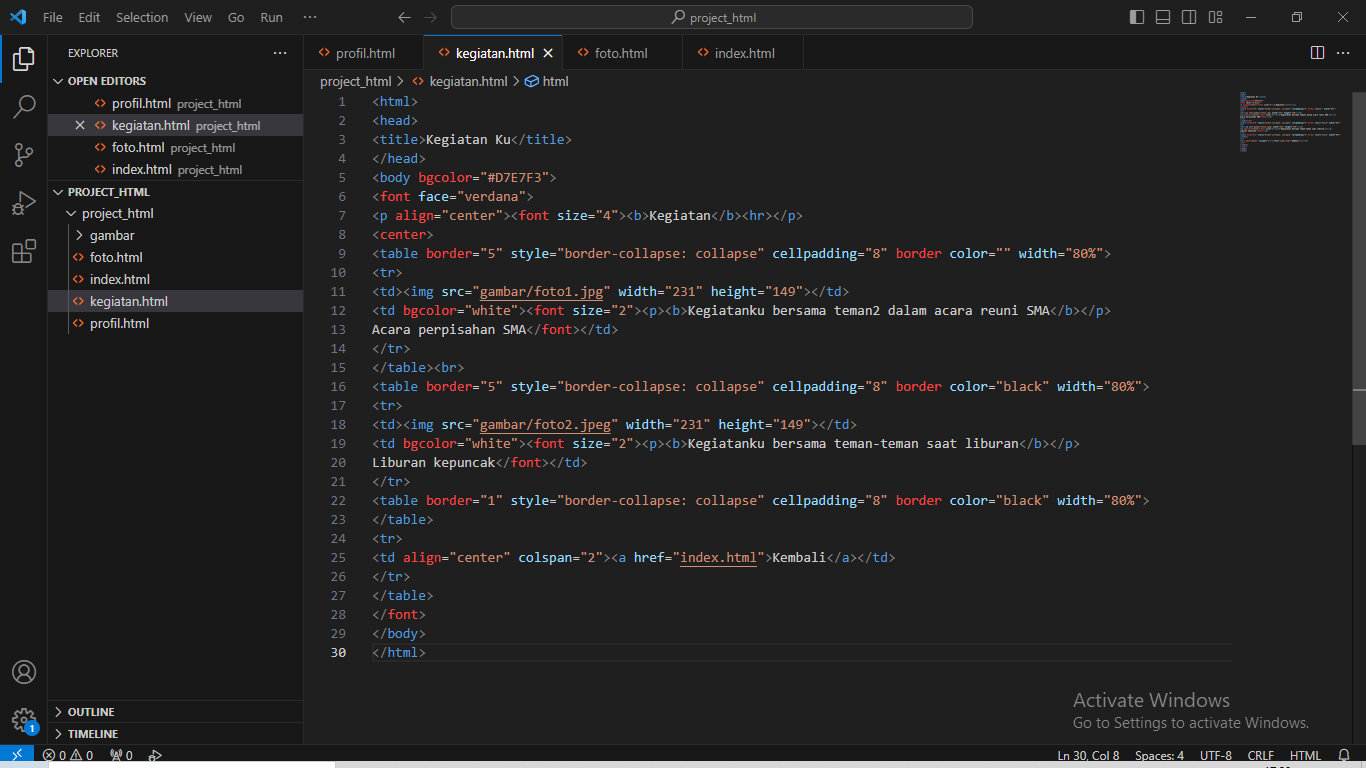 File Edit Selection View Go Run ··· project_html
EXPLORER ···
OPEN EDITORS
profil.html project_html
kegiatan.html project_html
foto.html project_html
index.html project_html
PROJECT_HTML
project_html
gambar
foto.html
index.html
kegiatan.html
profil.html
OUTLINE
TIMELINE
1
profil.html kegiatan.html foto.html index.html
project_html > kegiatan.html > html
1 <html>
2 <head>
3 <title>Kegiatan Ku</title>
4 </head>
5 <body bgcolor="#D7E7F3">
6 <font face="verdana">
7 <p align="center"><font size="4"><b>Kegiatan</b><hr></p>
8 <center>
9 <table border="5" style="border-collapse: collapse" cellpadding="8" border color="" width="80%">
10 <tr>
11 <td><img src="gambar/foto1.jpg" width="231" height="149"></td>
12 <td bgcolor="white"><font size="2"><p><b>Kegiatanku bersama teman2 dalam acara reuni SMA</b></p>
13 Acara perpisahan SMA</font></td>
14 </tr>
15 </table><br>
16 <table border="5" style="border-collapse: collapse" cellpadding="8" border color="black" width="80%">
17 <tr>
18 <td><img src="gambar/foto2.jpeg" width="231" height="149"></td>
19 <td bgcolor="white"><font size="2"><p><b>Kegiatanku bersama teman-teman saat liburan</b></p>
20 Liburan kepuncak</font></td>
21 </tr>
22 <table border="1" style="border-collapse: collapse" cellpadding="8" border color="black" width="80%">
23 </table>
24 <tr>
25 <td align="center" colspan="2"><a href="index.html">Kembali</a></td>
26 </tr>
27 </table>
28 </font>
29 </body>
30 </html>
Activate Windows
Go to Settings to activate Windows.
0 0 0 Ln 30, Col 8 Spaces: 4 UTF-8 CRLF HTML